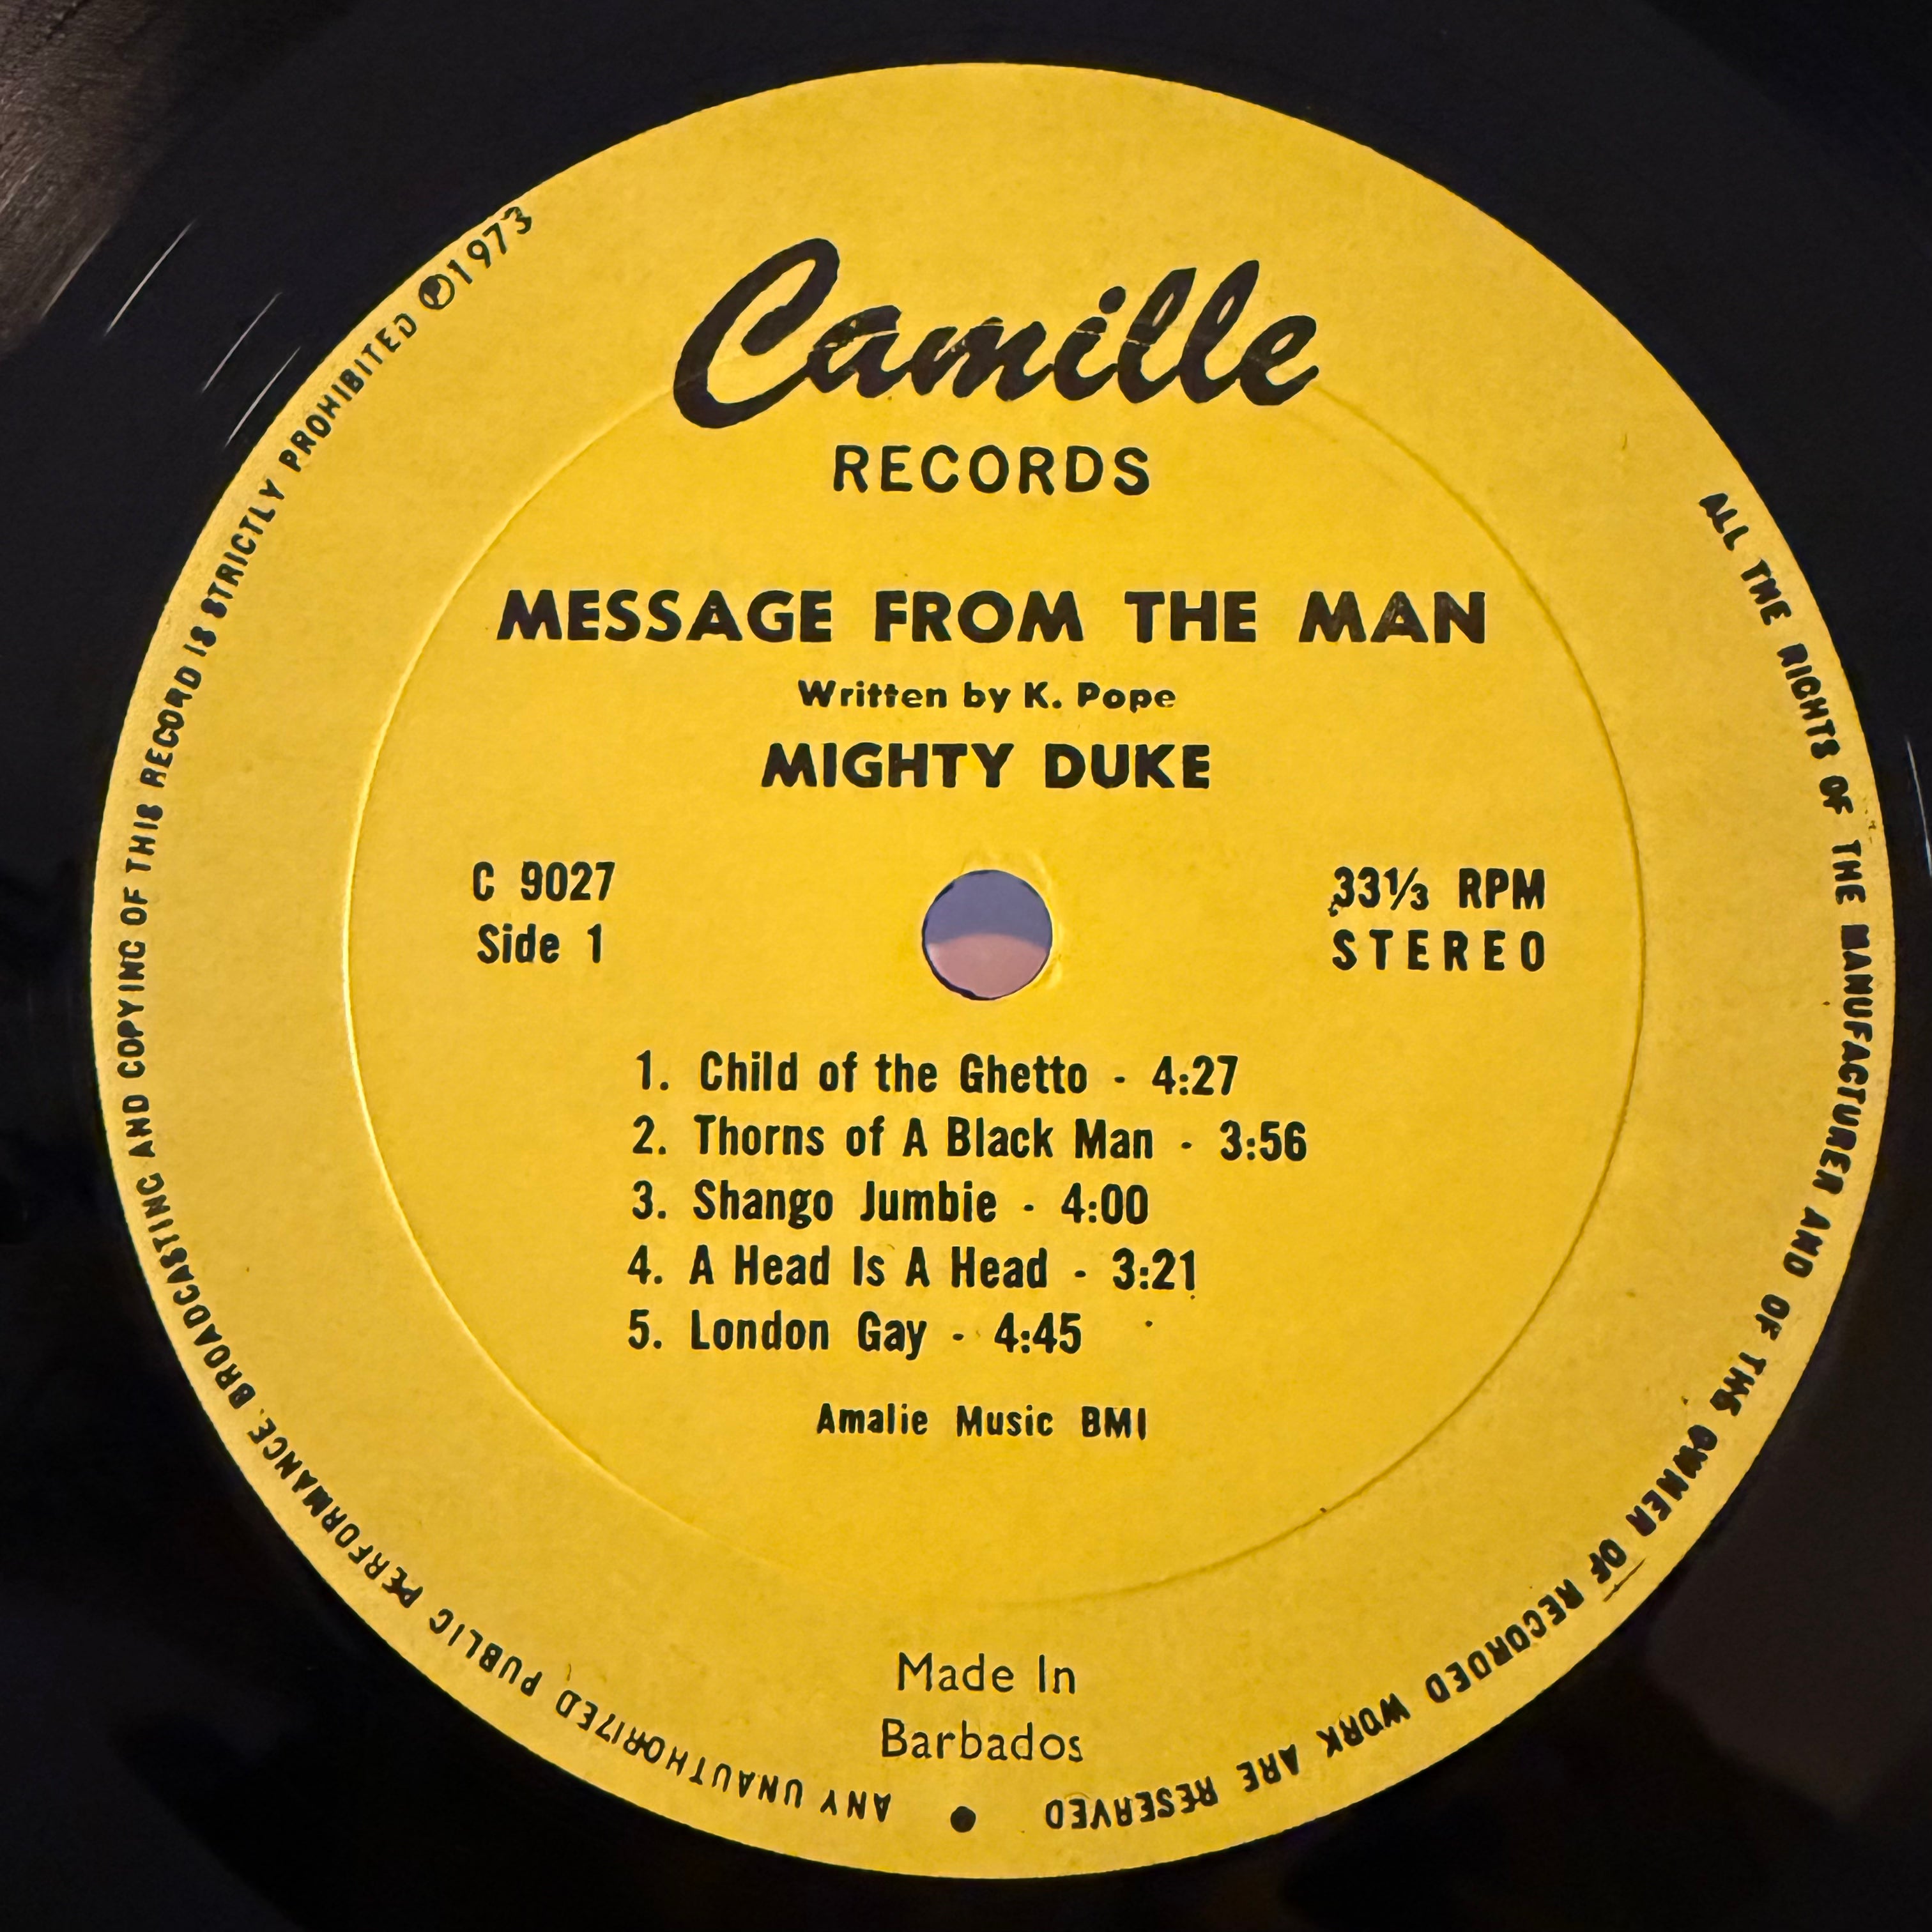 Camille
RECORDS
MESSAGE FROM THE MAN
Written by K. Pope
MIGHTY DUKE
C 9027
Side 1
33⅓ RPM
STEREO
1. Child of the Ghetto - 4:27
2. Thorns of A Black Man - 3:56
3. Shango Jumbie - 4:00
4. A Head Is A Head - 3:21
5. London Gay - 4:45
Amalie Music BMI
Made In
Barbados
ALL THE RIGHTS OF THE MANUFACTURER AND OF THE OWNER OF RECORDED WORK ARE RESERVED ● ANY UNAUTHORIZED PUBLIC PERFORMANCE, BROADCASTING AND COPYING OF THIS RECORD IS STRICTLY PROHIBITED ℗1973